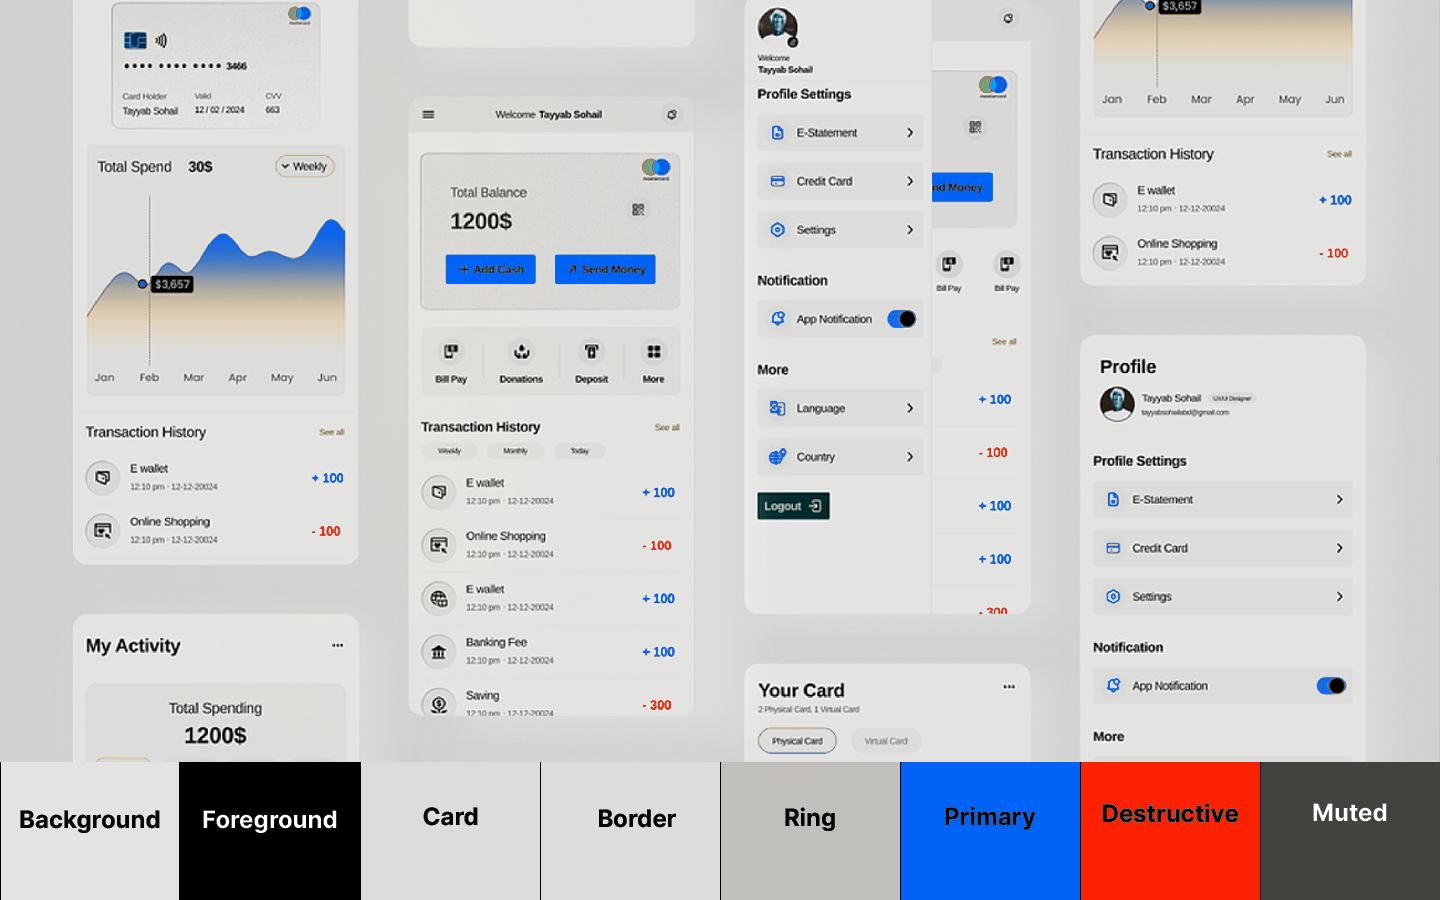 mastercard
3466
Card Holder
Valid
CVV
Tayyab Sohail
12 / 02 / 2024
663
Total Spend 30$
Weekly
$3,657
Jan Feb Mar Apr May Jun
Transaction History
See all
E wallet
12:10 pm · 12-12-20024
+ 100
Online Shopping
12:10 pm · 12-12-20024
- 100
My Activity
Total Spending
1200$
Welcome Tayyab Sohail
mastercard
Total Balance
1200$
+ Add Cash
Send Money
Bill Pay
Donations
Deposit
More
Transaction History
See all
Weekly
Monthly
Today
E wallet
12:10 pm · 12-12-20024
+ 100
Online Shopping
12:10 pm · 12-12-20024
- 100
E wallet
12:10 pm · 12-12-20024
+ 100
Banking Fee
12:10 pm · 12-12-20024
+ 100
Saving
12:10 pm · 12-12-20024
- 300
Welcome
Tayyab Sohail
Profile Settings
E-Statement
Credit Card
Settings
Notification
App Notification
More
Language
Country
Logout
mastercard
nd Money
Bill Pay
Bill Pay
See all
+ 100
- 100
+ 100
+ 100
- 300
Your Card
2 Physical Card, 1 Virtual Card
Physical Card
Virtual Card
$3,657
Jan Feb Mar Apr May Jun
Transaction History
See all
E wallet
12:10 pm · 12-12-20024
+ 100
Online Shopping
12:10 pm · 12-12-20024
- 100
Profile
Tayyab Sohail
UX/UI Designer
tayyabsohailabd@gmail.com
Profile Settings
E-Statement
Credit Card
Settings
Notification
App Notification
More
Background
Foreground
Card
Border
Ring
Primary
Destructive
Muted